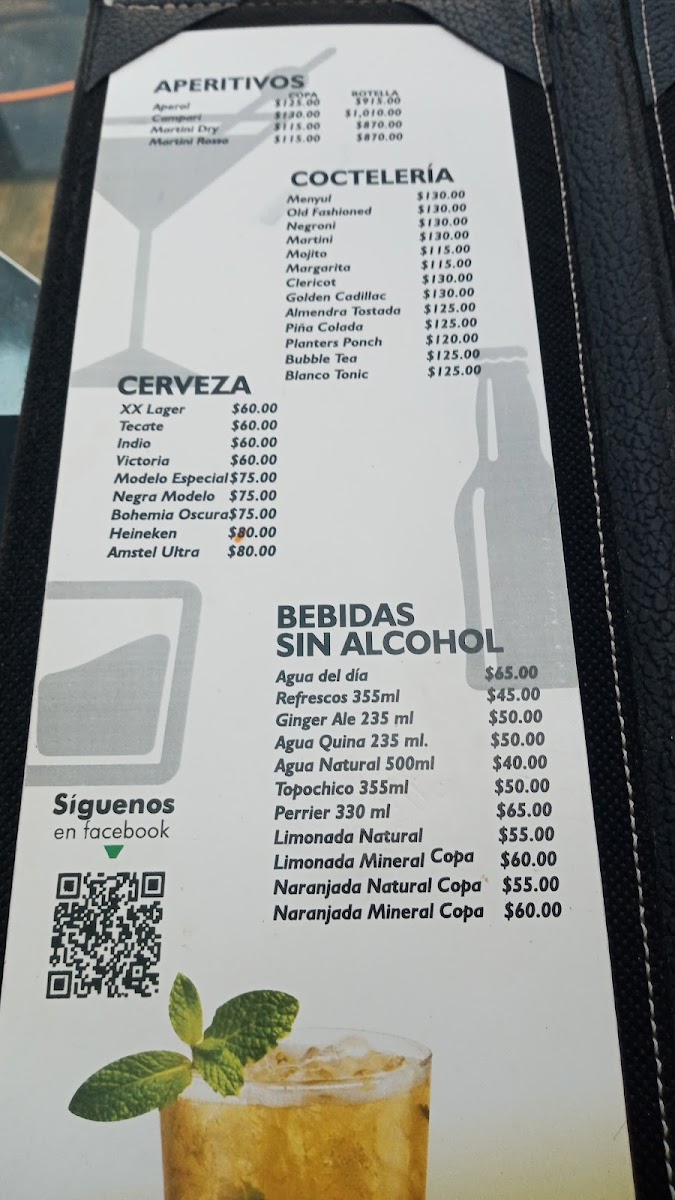 APERITIVOS
COPA BOTELLA
Aperol $125.00 $915.00
Campari $130.00 $1,010.00
Martini Dry $115.00 $870.00
Martini Rosso $115.00 $870.00
COCTELERÍA
Menyul $130.00
Old Fashioned $130.00
Negroni $130.00
Martini $130.00
Mojito $115.00
Margarita $115.00
Clericot $130.00
Golden Cadillac $130.00
Almendra Tostada $125.00
Piña Colada $125.00
Planters Ponch $120.00
Bubble Tea $125.00
Blanco Tonic $125.00
CERVEZA
XX Lager $60.00
Tecate $60.00
Indio $60.00
Victoria $60.00
Modelo Especial $75.00
Negra Modelo $75.00
Bohemia Oscura $75.00
Heineken $80.00
Amstel Ultra $80.00
BEBIDAS
SIN ALCOHOL
Agua del día $65.00
Refrescos 355ml $45.00
Ginger Ale 235 ml $50.00
Agua Quina 235 ml. $50.00
Agua Natural 500ml $40.00
Topochico 355ml $50.00
Perrier 330 ml $65.00
Limonada Natural $55.00
Limonada Mineral Copa $60.00
Naranjada Natural Copa $55.00
Naranjada Mineral Copa $60.00
Síguenos
en facebook